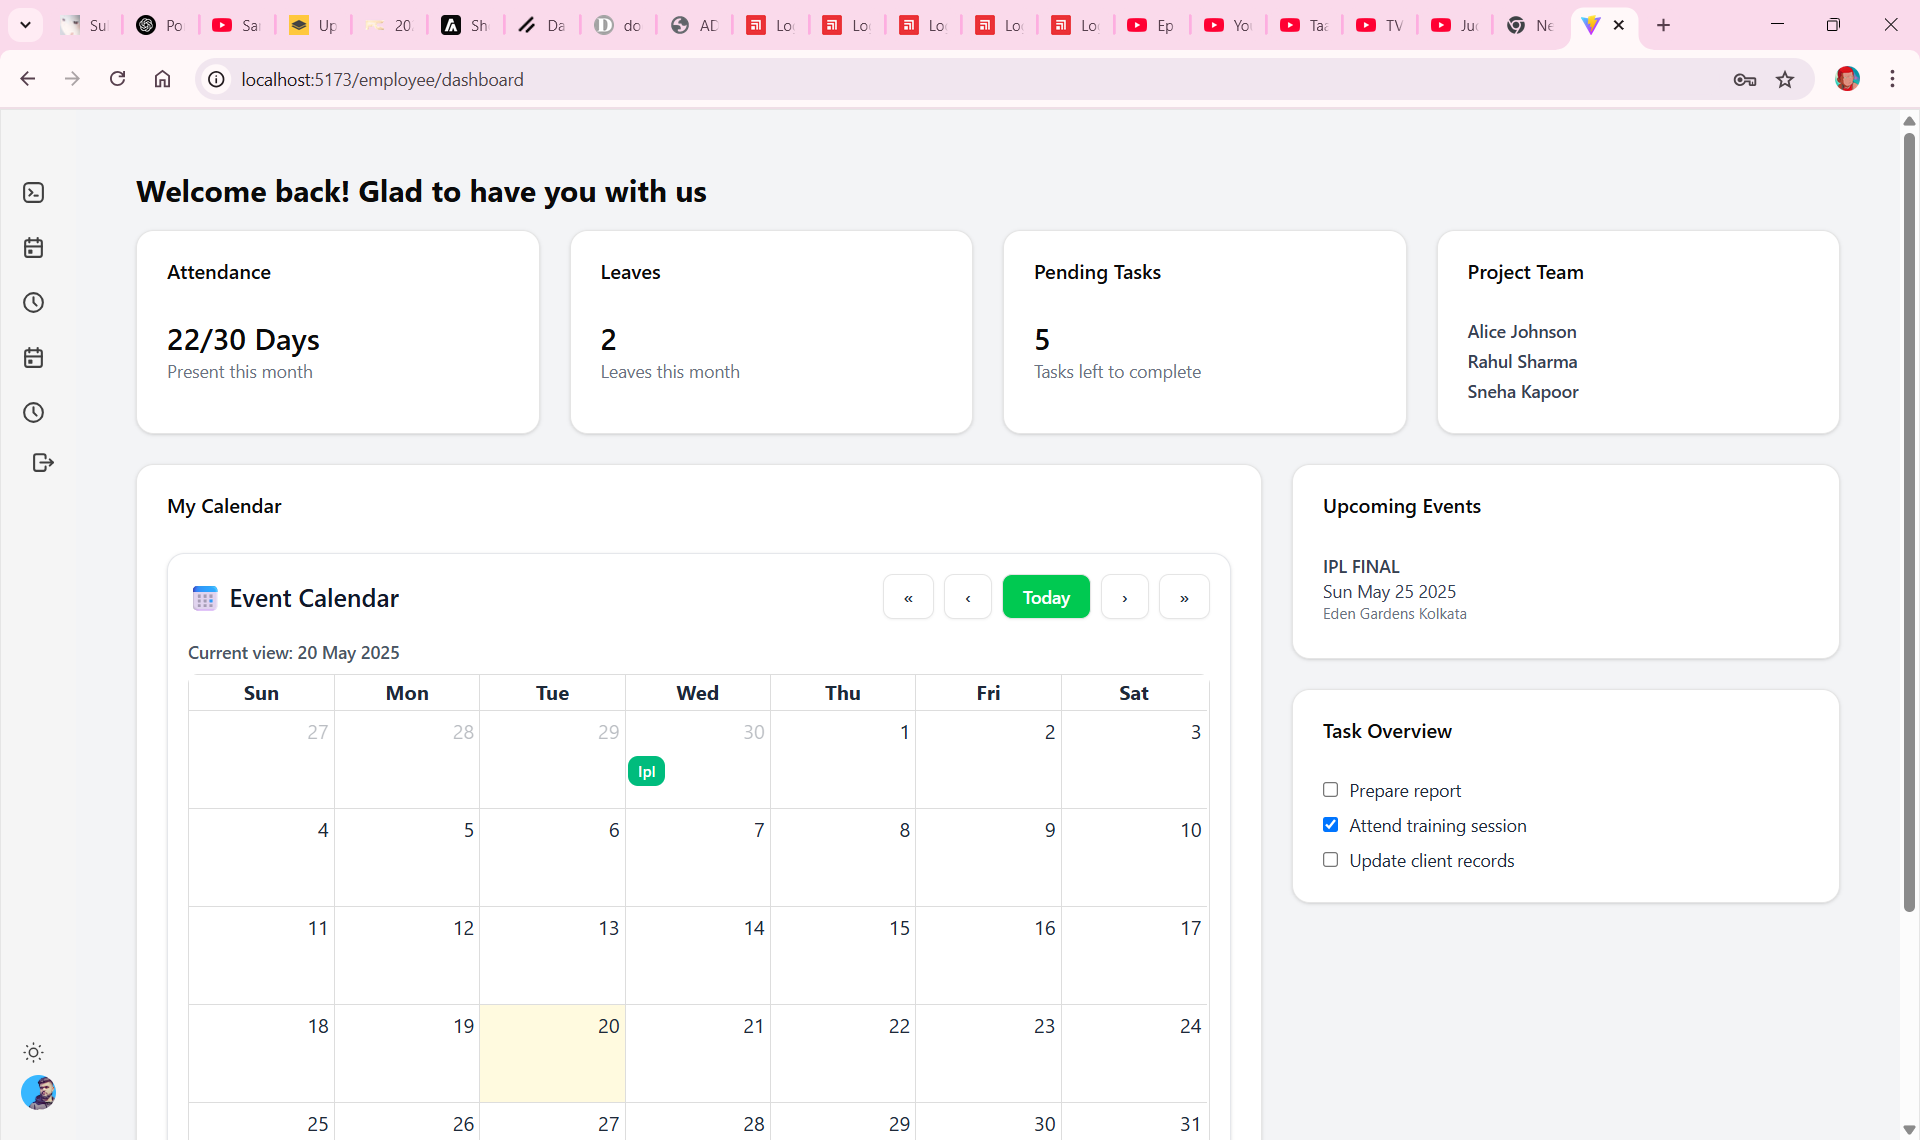 Su
Po
Sa
Up
20
Sh
Da
do
AD
Lo
Lo
Lo
Lo
Lo
Ep
Yo
Taa
TV
Ju
Ne
localhost:5173/employee/dashboard
Welcome back! Glad to have you with us
Attendance
22/30 Days
Present this month
Leaves
2
Leaves this month
Pending Tasks
5
Tasks left to complete
Project Team
Alice Johnson
Rahul Sharma
Sneha Kapoor
My Calendar
Event Calendar
« ‹ Today › »
Current view: 20 May 2025
Sun Mon Tue Wed Thu Fri Sat
27 28 29 30 1 2 3
Ipl
4 5 6 7 8 9 10
11 12 13 14 15 16 17
18 19 20 21 22 23 24
25 26 27 28 29 30 31
Upcoming Events
IPL FINAL
Sun May 25 2025
Eden Gardens Kolkata
Task Overview
Prepare report
Attend training session
Update client records